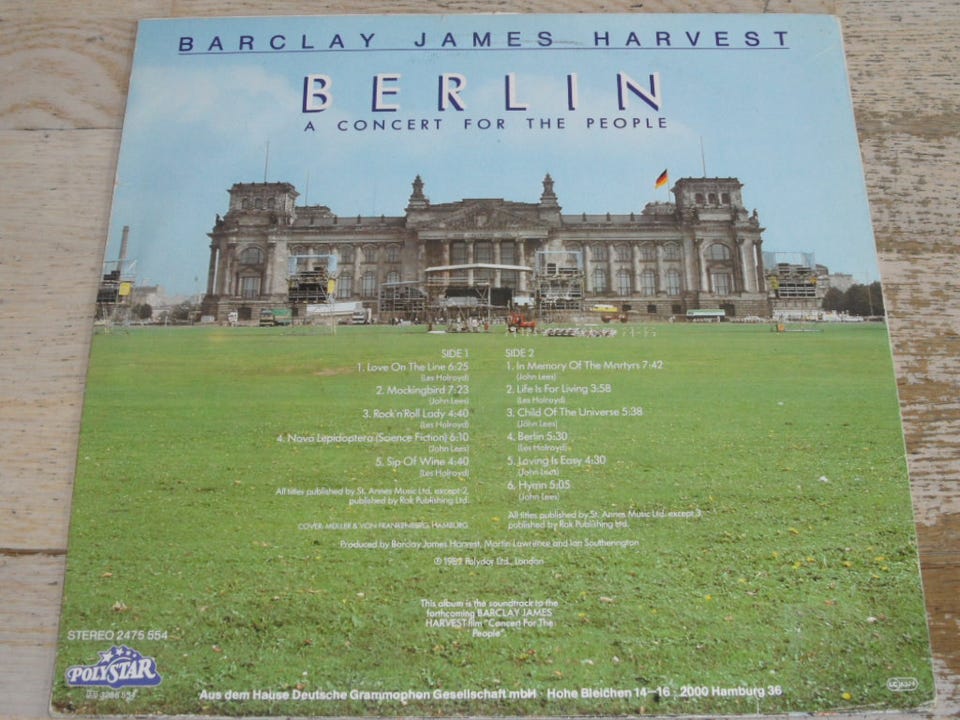 BARCLAY JAMES HARVEST
BERLIN
A CONCERT FOR THE PEOPLE
SIDE 1
1. Love On The Line 6:25
(Les Holroyd)
2. Mockingbird 7:23
(John Lees)
3. Rock'n'Roll Lady 4:40
(Les Holroyd)
4. Nova Lepidoptera (Science Fiction) 6:10
(John Lees)
5. Sip Of Wine 4:40
(Les Holroyd)
All titles published by St. Annes Music Ltd, except 2,
published by Rak Publishing Ltd.
COVER: MÜLLER & VON FRANKENBERG, HAMBURG
SIDE 2
1. In Memory Of The Mnrtyrs 7:42
(John Lees)
2. Life Is For Living 3:58
(Les Holroyd)
3. Child Of The Universe 5:38
(John Lees)
4. Berlin 5:30
(Les Holroyd)
5. Loving Is Easy 4:30
(John Lees)
6. Hymn 5:05
(John Lees)
All titles published by St. Annes Music Ltd. except 3,
published by Rak Publishing Ltd.
Produced by Barclay James Harvest, Martin Lawrence and Ian Southerington
℗ 1982 Polydor Ltd., London
This album is the soundtrack to the
forthcoming BARCLAY JAMES
HARVEST film "Concert For The
People".
STEREO 2475 554
POLYSTAR
Aus dem Hause Deutsche Grammophon Gesellschaft mbH · Hohe Bleichen 14–16 · 2000 Hamburg 36